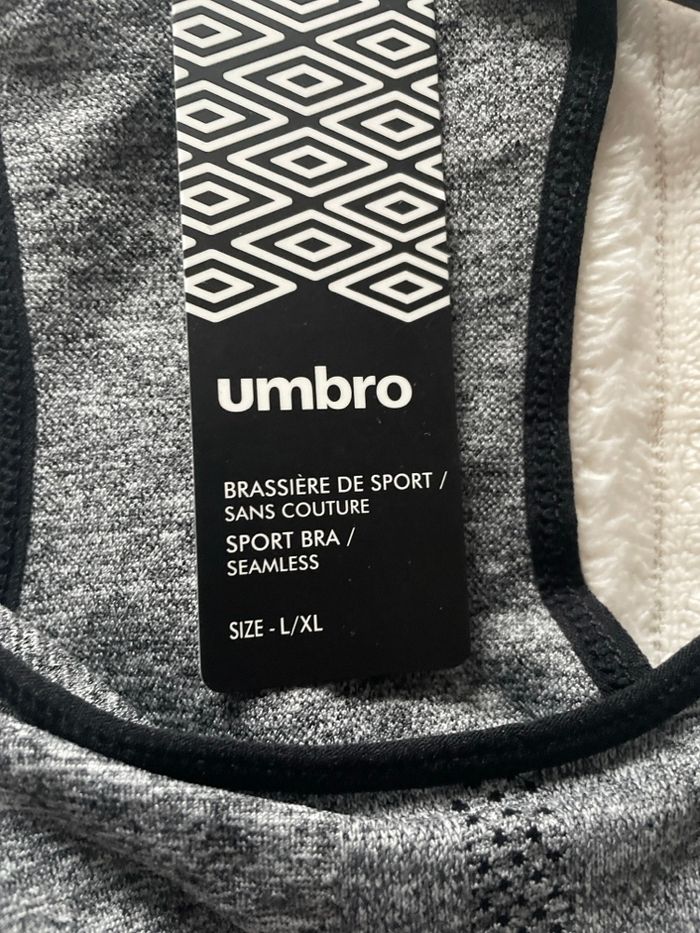 umbro
BRASSIÈRE DE SPORT /
SANS COUTURE
SPORT BRA /
SEAMLESS
SIZE - L/XL